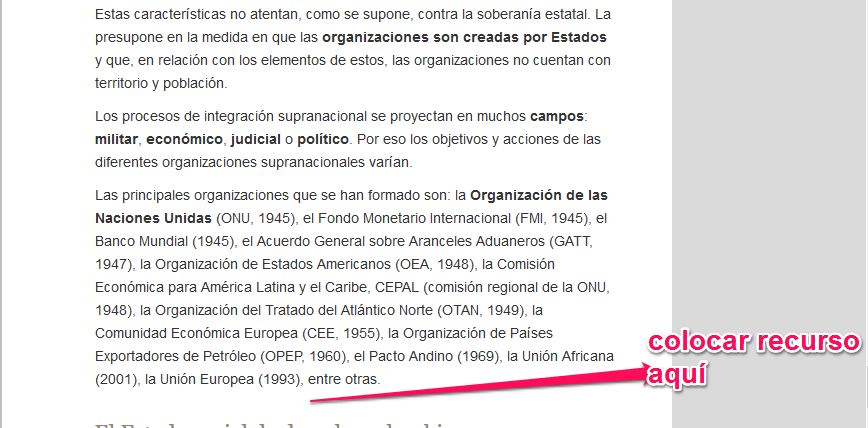 Estas características no atentan, como se supone, contra la soberanía estatal. La
presupone en la medida en que las organizaciones son creadas por Estados
y que, en relación con los elementos de estos, las organizaciones no cuentan con
territorio y población.
Los procesos de integración supranacional se proyectan en muchos campos:
militar, económico, judicial o político. Por eso los objetivos y acciones de las
diferentes organizaciones supranacionales varían.
Las principales organizaciones que se han formado son: la Organización de las
Naciones Unidas (ONU, 1945), el Fondo Monetario Internacional (FMI, 1945), el
Banco Mundial (1945), el Acuerdo General sobre Aranceles Aduaneros (GATT,
1947), la Organización de Estados Americanos (OEA, 1948), la Comisión
Económica para América Latina y el Caribe, CEPAL (comisión regional de la ONU,
1948), la Organización del Tratado del Atlántico Norte (OTAN, 1949), la
Comunidad Económica Europea (CEE, 1955), la Organización de Países
Exportadores de Petróleo (OPEP, 1960), el Pacto Andino (1969), la Unión Africana
(2001), la Unión Europea (1993), entre otras.
colocar recurso
aquí